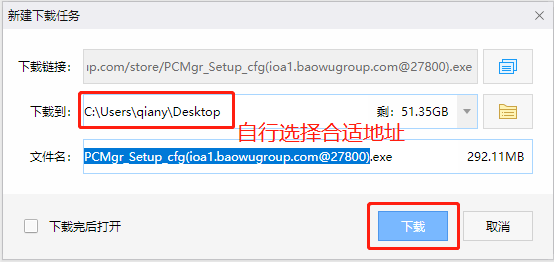 新建下载任务
下载链接： up.com/store/PCMgr_Setup_cfg(ioa1.baowugroup.com@27800).exe
下载到： C:\Users\qiany\Desktop 剩：51.35GB
自行选择合适地址
文件名： PCMgr_Setup_cfg(ioa1.baowugroup.com@27800).exe 292.11MB
下载完后打开 下载 取消